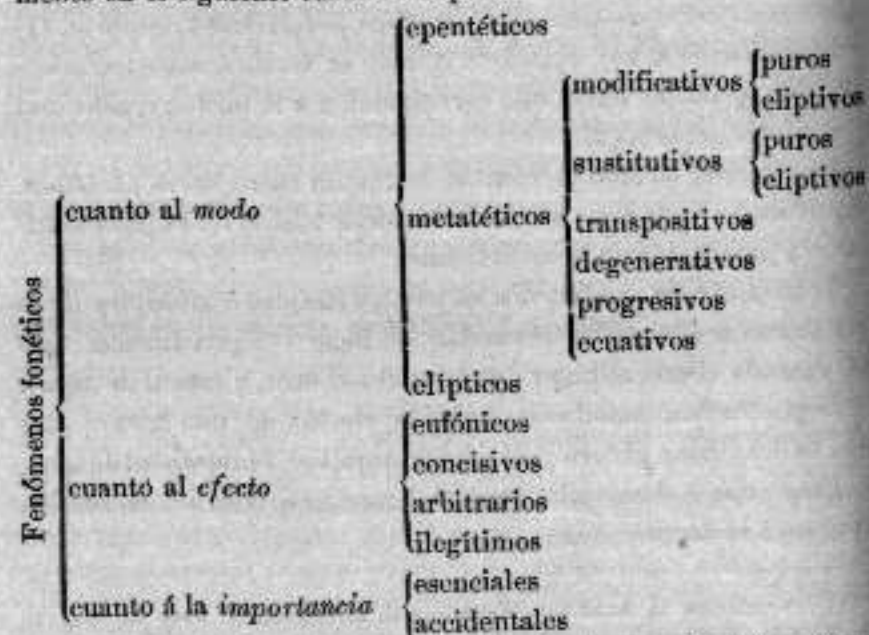 Fenómenos fonéticos
cuanto al modo
epentéticos
metatéticos
modificativos
puros
eliptivos
sustitutivos
puros
eliptivos
transpositivos
degenerativos
progresivos
ecuativos
elípticos
cuanto al efecto
eufónicos
concisivos
arbitrarios
ilegítimos
cuanto á la importancia
esenciales
accidentales